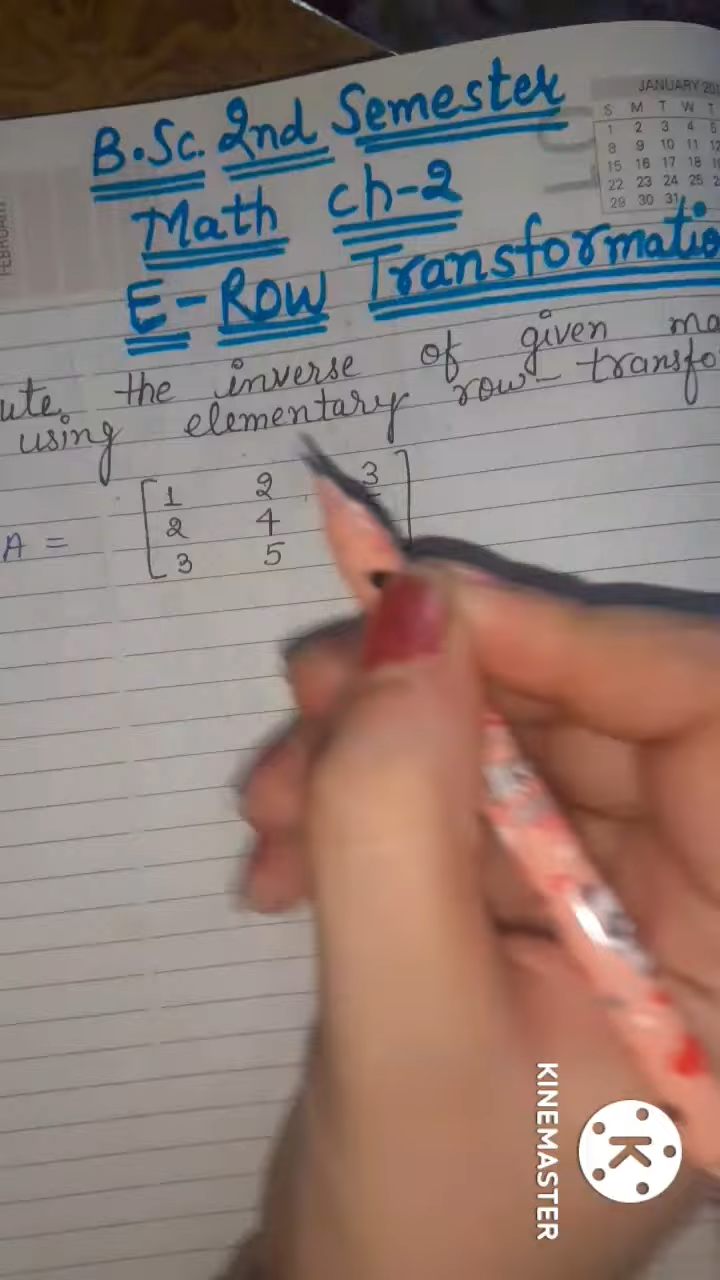 B.Sc. 2nd Semester
Math Ch-2
E-Row Transformatio
ute the inverse of given ma
using elementary row-transfo
A = [ 1 2 3
2 4
3 5 ]
JANUARY 20
S M T W T
1 2 3 4 5
8 9 10 11 12
15 16 17 18 19
22 23 24 25 2
29 30 31
KINEMASTER